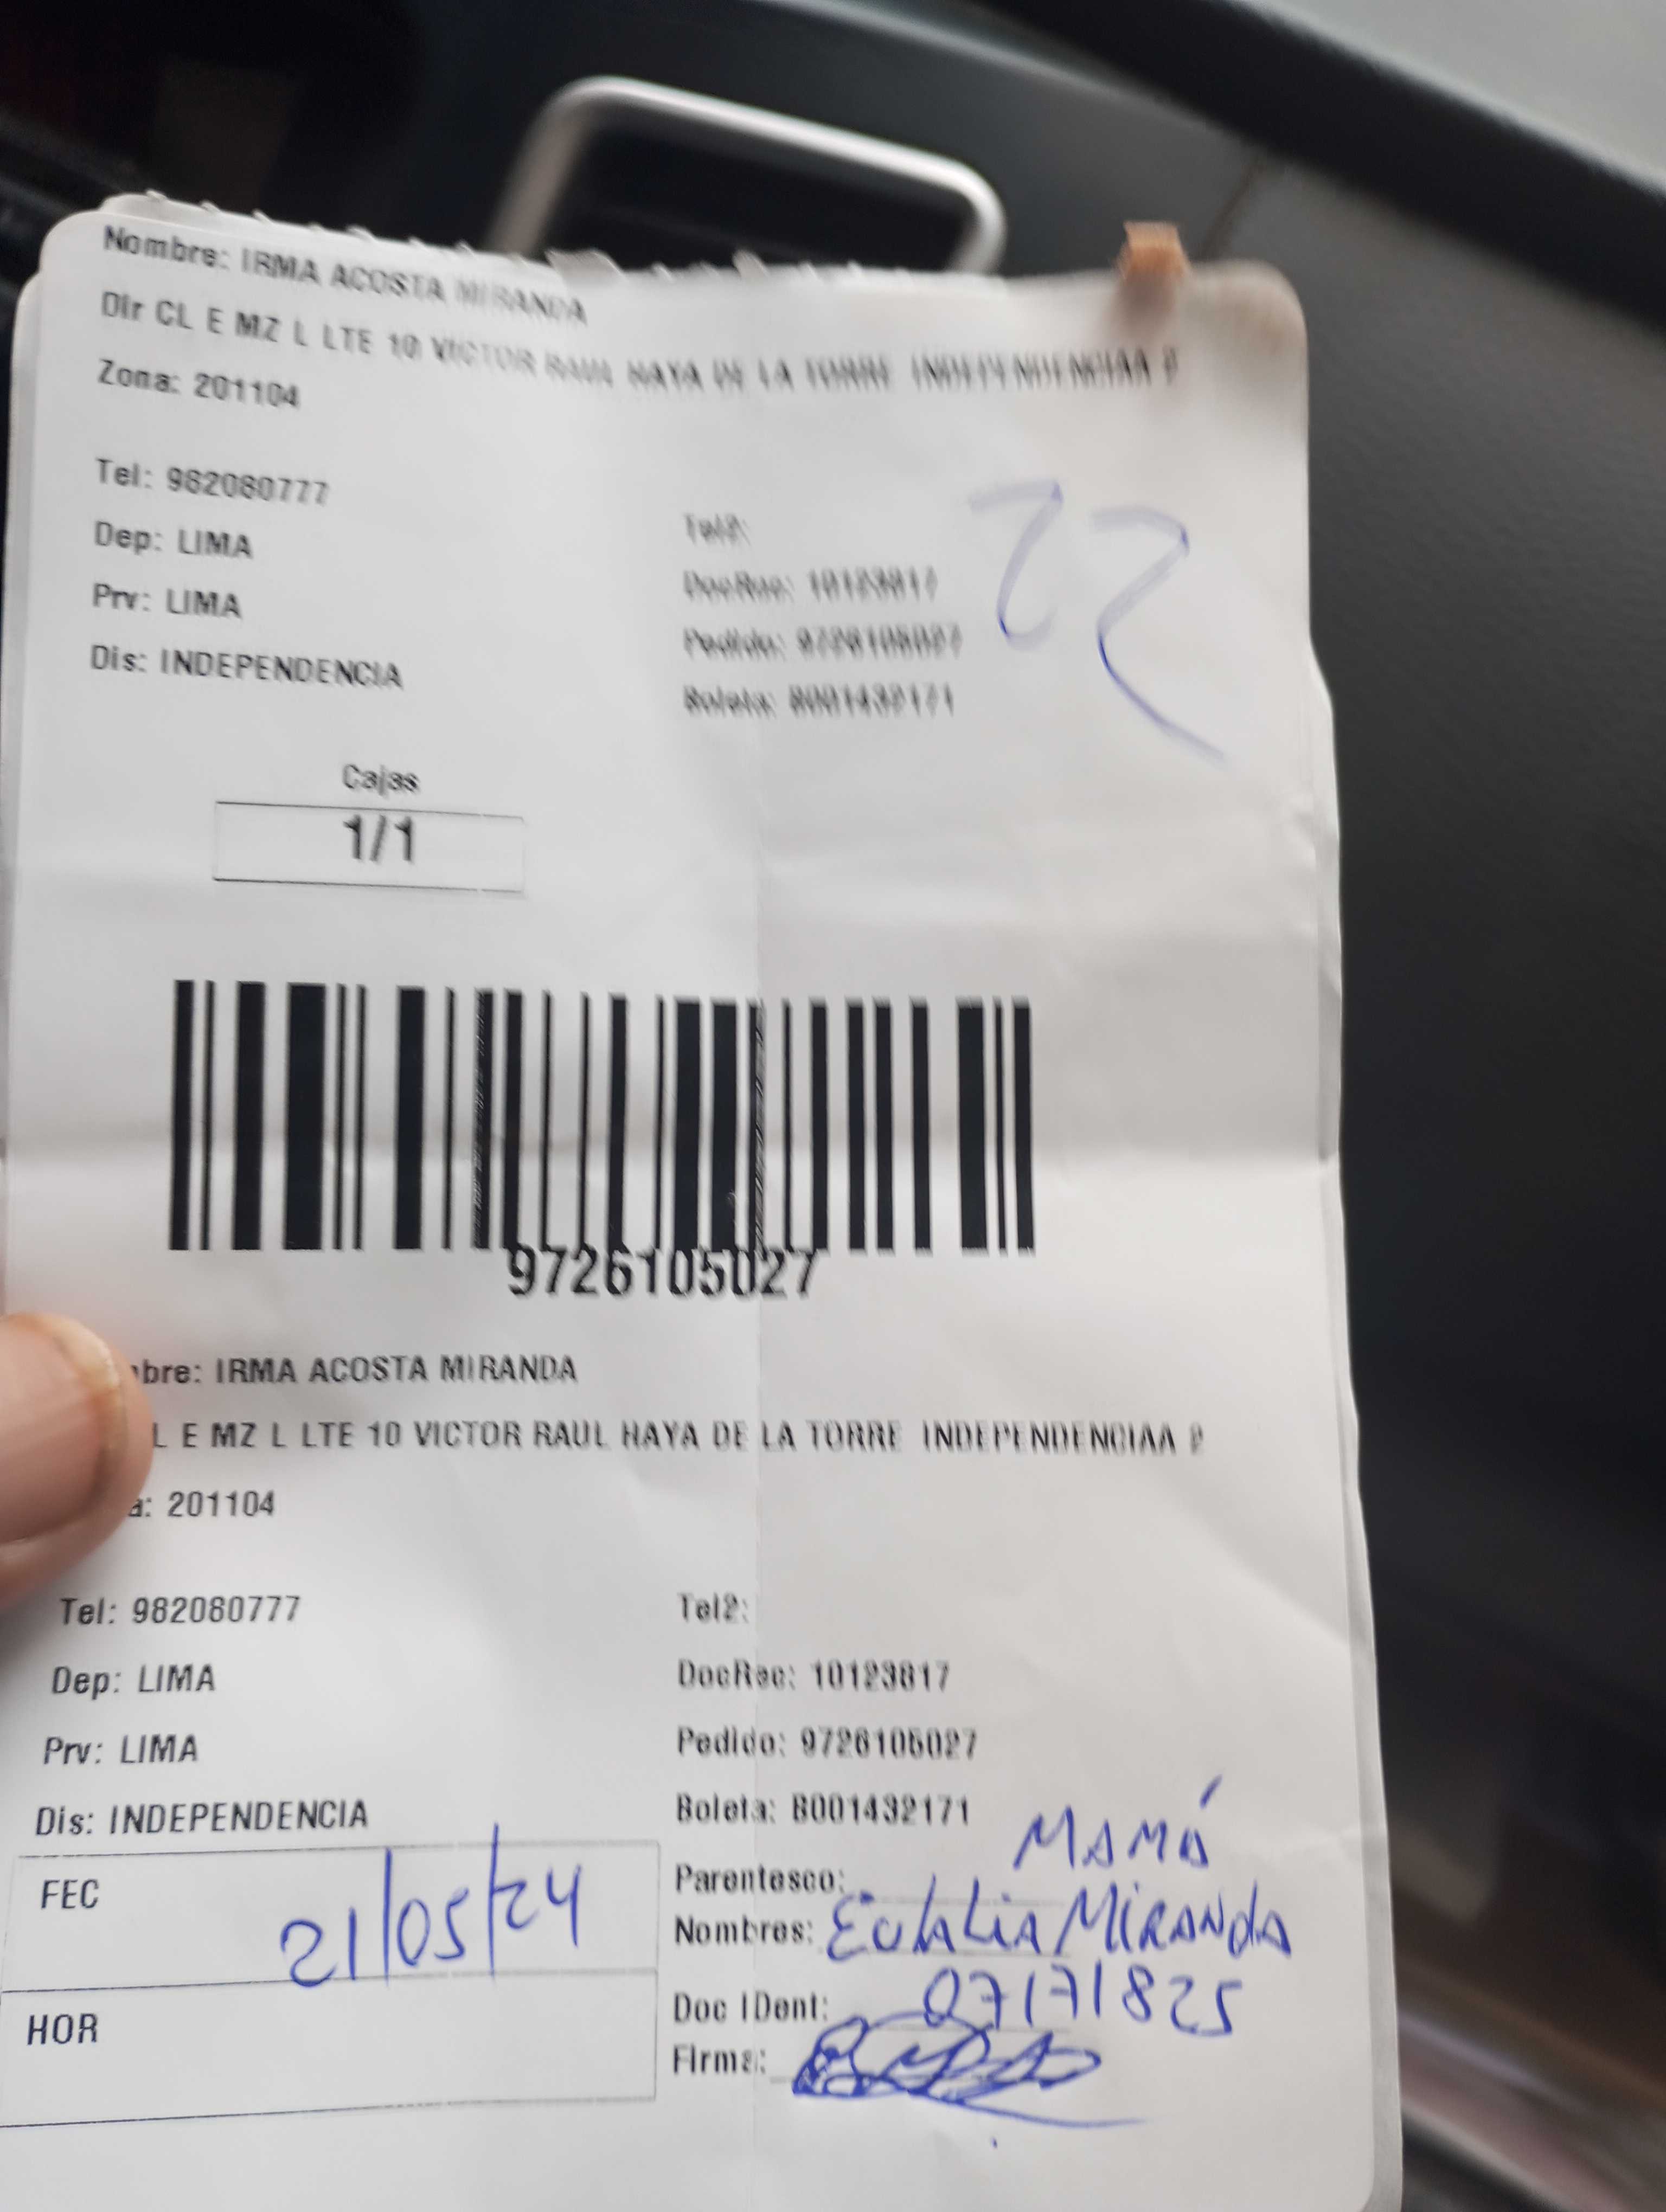 Nombre: IRMA ACOSTA MIRANDA
Dir CL E MZ L LTE 10 VICTOR RAUL HAYA DE LA TORRE INDEPENDENCIAA
Zona: 201104
Tel: 982080777
Tel2:
Dep: LIMA
DocRec: 10123817
Prv: LIMA
Pedido: 9726105027
Dis: INDEPENDENCIA
Boleta: B001432171
22
Cajas
1/1
9726105027
bre: IRMA ACOSTA MIRANDA
L E MZ L LTE 10 VICTOR RAUL HAYA DE LA TORRE INDEPENDENCIAA
a: 201104
Tel: 982080777
Tel2:
Dep: LIMA
DocRec: 10123817
Prv: LIMA
Pedido: 9726105027
Dis: INDEPENDENCIA
Boleta: B001432171
FEC 21/05/24
Parentesco: MAMÁ
Nombres: EULALIA MIRANDA
HOR
Doc IDent: 07171825
Firma: